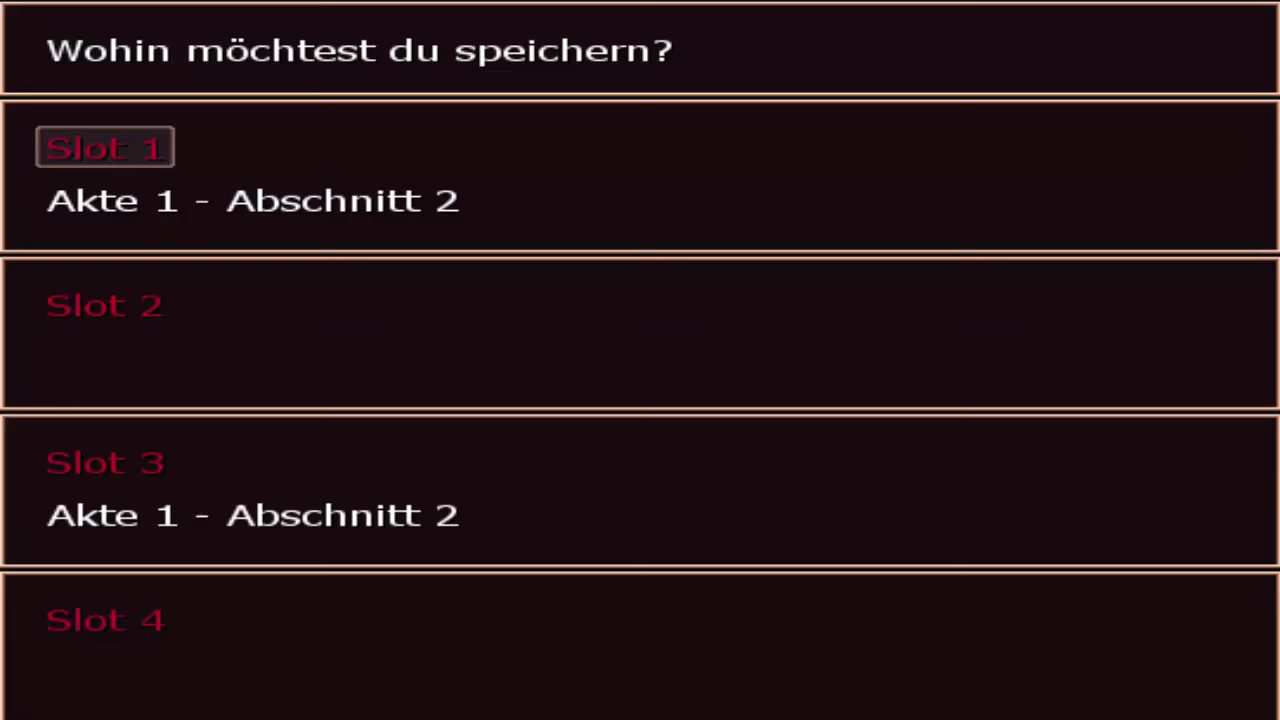 Wohin möchtest du speichern?
Slot 1
Akte 1 - Abschnitt 2
Slot 2
Slot 3
Akte 1 - Abschnitt 2
Slot 4